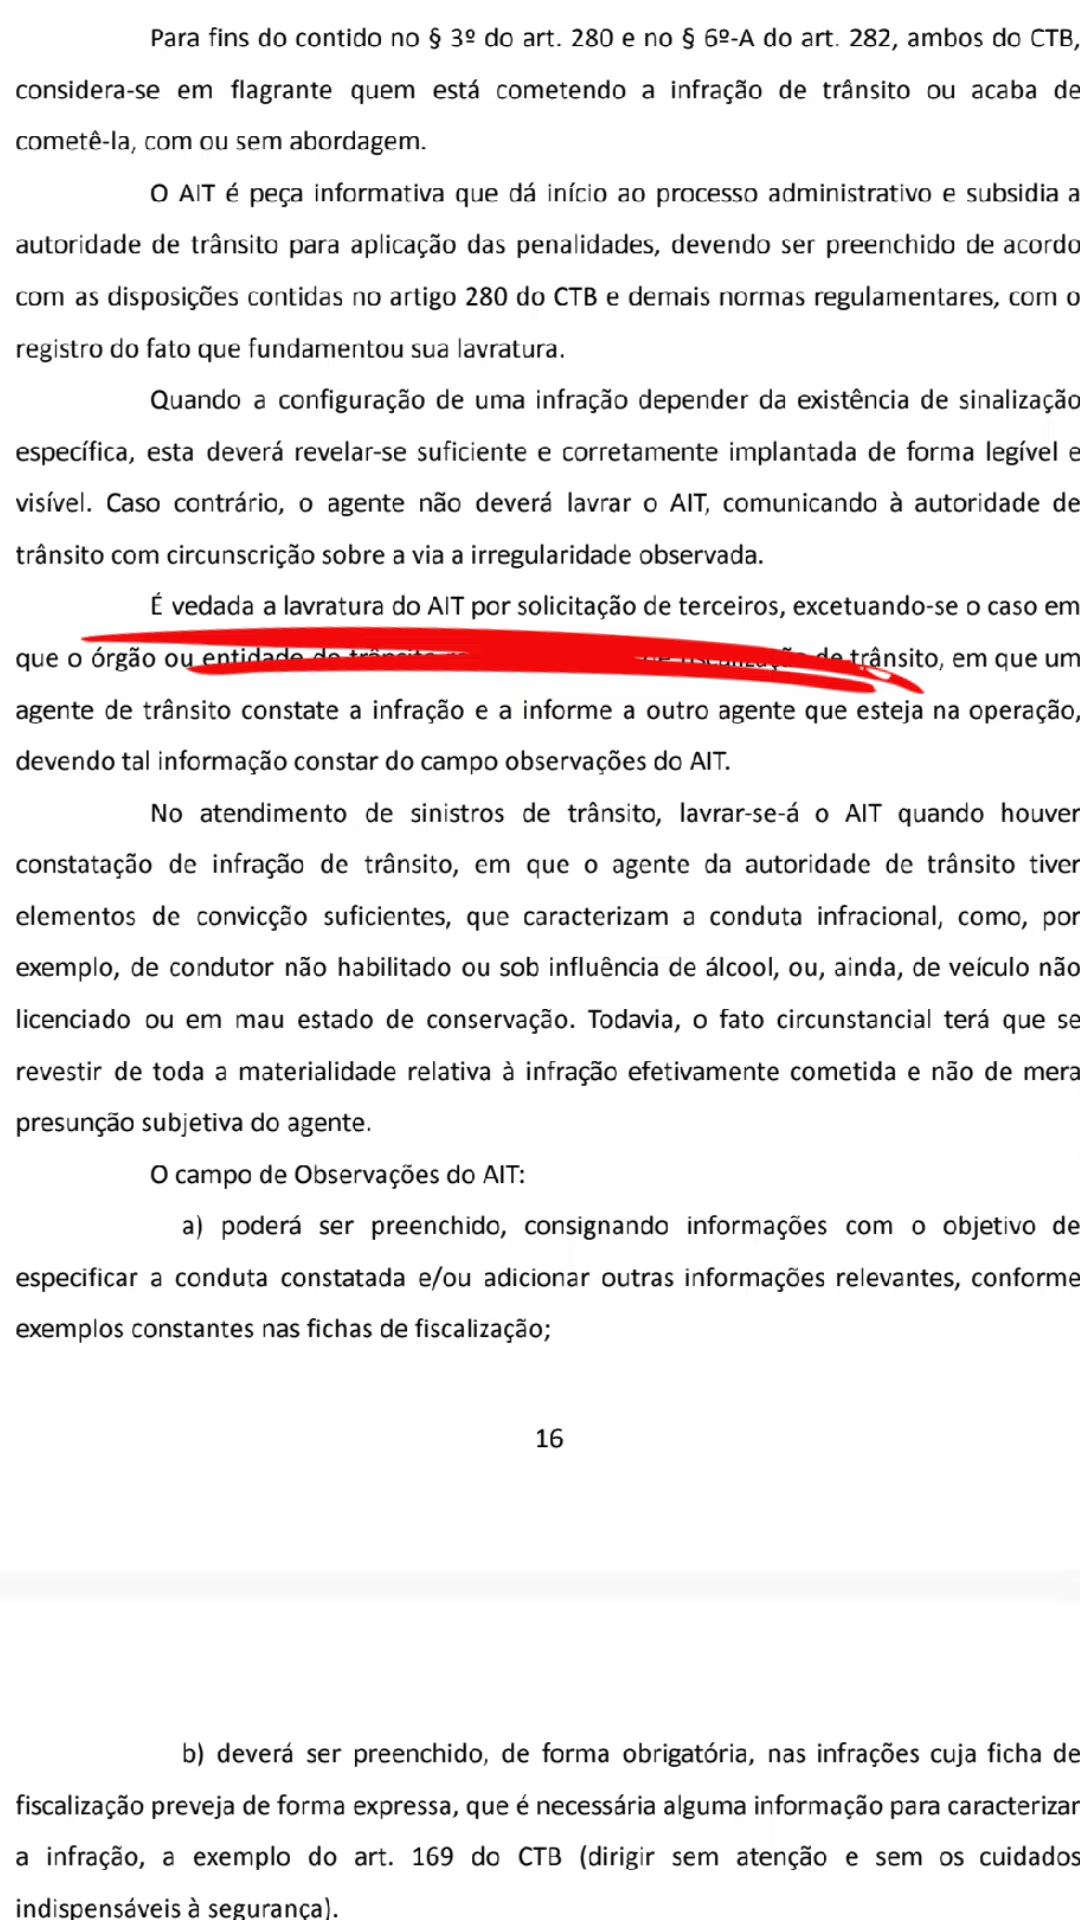 Para fins do contido no § 3º do art. 280 e no § 6º-A do art. 282, ambos do CTB,
considera-se em flagrante quem está cometendo a infração de trânsito ou acaba de
cometê-la, com ou sem abordagem.
O AIT é peça informativa que dá início ao processo administrativo e subsidia a
autoridade de trânsito para aplicação das penalidades, devendo ser preenchido de acordo
com as disposições contidas no artigo 280 do CTB e demais normas regulamentares, com o
registro do fato que fundamentou sua lavratura.
Quando a configuração de uma infração depender da existência de sinalização
específica, esta deverá revelar-se suficiente e corretamente implantada de forma legível e
visível. Caso contrário, o agente não deverá lavrar o AIT, comunicando à autoridade de
trânsito com circunscrição sobre a via a irregularidade observada.
É vedada a lavratura do AIT por solicitação de terceiros, excetuando-se o caso em
que o órgão ou entidade de trânsito de fiscalização de trânsito, em que um
agente de trânsito constate a infração e a informe a outro agente que esteja na operação,
devendo tal informação constar do campo observações do AIT.
No atendimento de sinistros de trânsito, lavrar-se-á o AIT quando houver
constatação de infração de trânsito, em que o agente da autoridade de trânsito tiver
elementos de convicção suficientes, que caracterizam a conduta infracional, como, por
exemplo, de condutor não habilitado ou sob influência de álcool, ou, ainda, de veículo não
licenciado ou em mau estado de conservação. Todavia, o fato circunstancial terá que se
revestir de toda a materialidade relativa à infração efetivamente cometida e não de mera
presunção subjetiva do agente.
O campo de Observações do AIT:
a) poderá ser preenchido, consignando informações com o objetivo de
especificar a conduta constatada e/ou adicionar outras informações relevantes, conforme
exemplos constantes nas fichas de fiscalização;
16
b) deverá ser preenchido, de forma obrigatória, nas infrações cuja ficha de
fiscalização preveja de forma expressa, que é necessária alguma informação para caracterizar
a infração, a exemplo do art. 169 do CTB (dirigir sem atenção e sem os cuidados
indispensáveis à segurança).